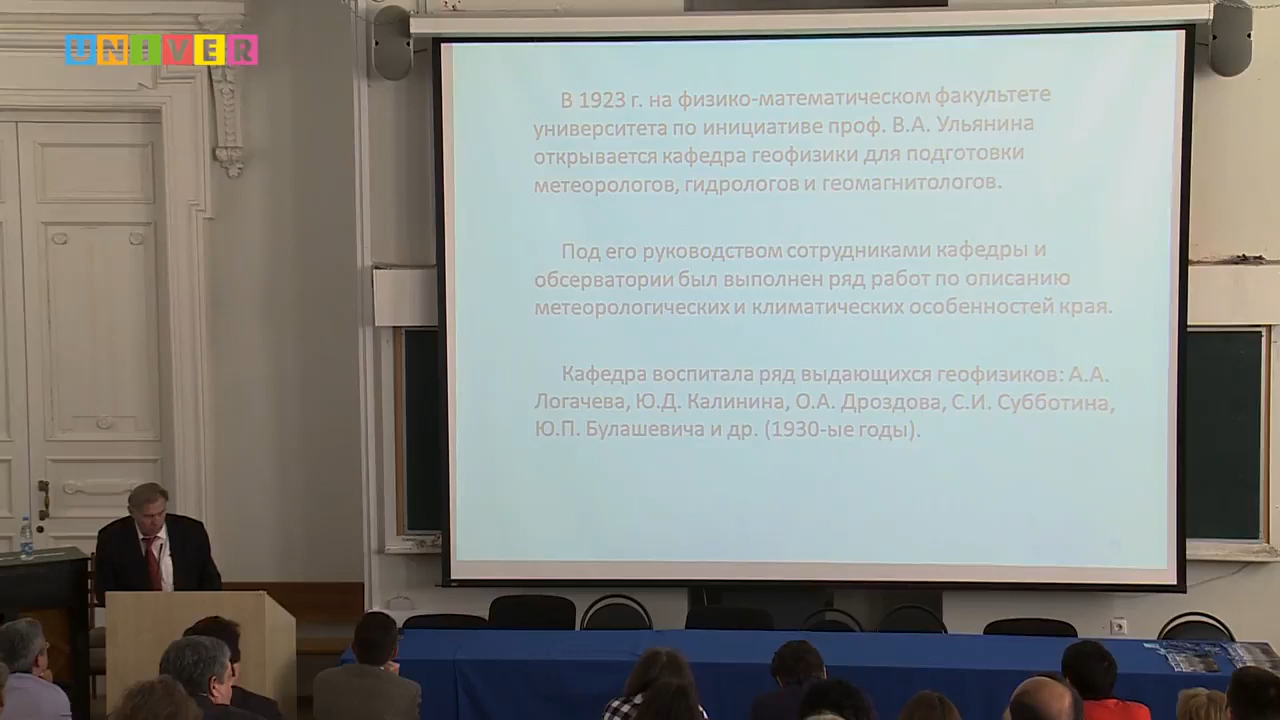 UNIVER
В 1923 г. на физико-математическом факультете
университета по инициативе проф. В.А. Ульянина
открывается кафедра геофизики для подготовки
метеорологов, гидрологов и геомагнитологов.
Под его руководством сотрудниками кафедры и
обсерватории был выполнен ряд работ по описанию
метеорологических и климатических особенностей края.
Кафедра воспитала ряд выдающихся геофизиков: А.А.
Логачева, Ю.Д. Калинина, О.А. Дроздова, С.И. Субботина,
Ю.П. Булашевича и др. (1930-ые годы).